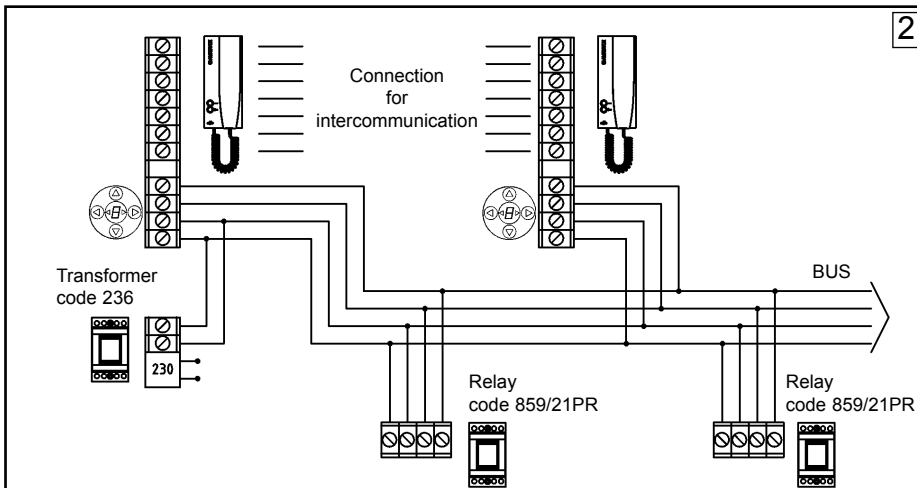 2
Connection
for
intercommunication
Transformer
code 236
230
BUS
Relay
code 859/21PR
Relay
code 859/21PR